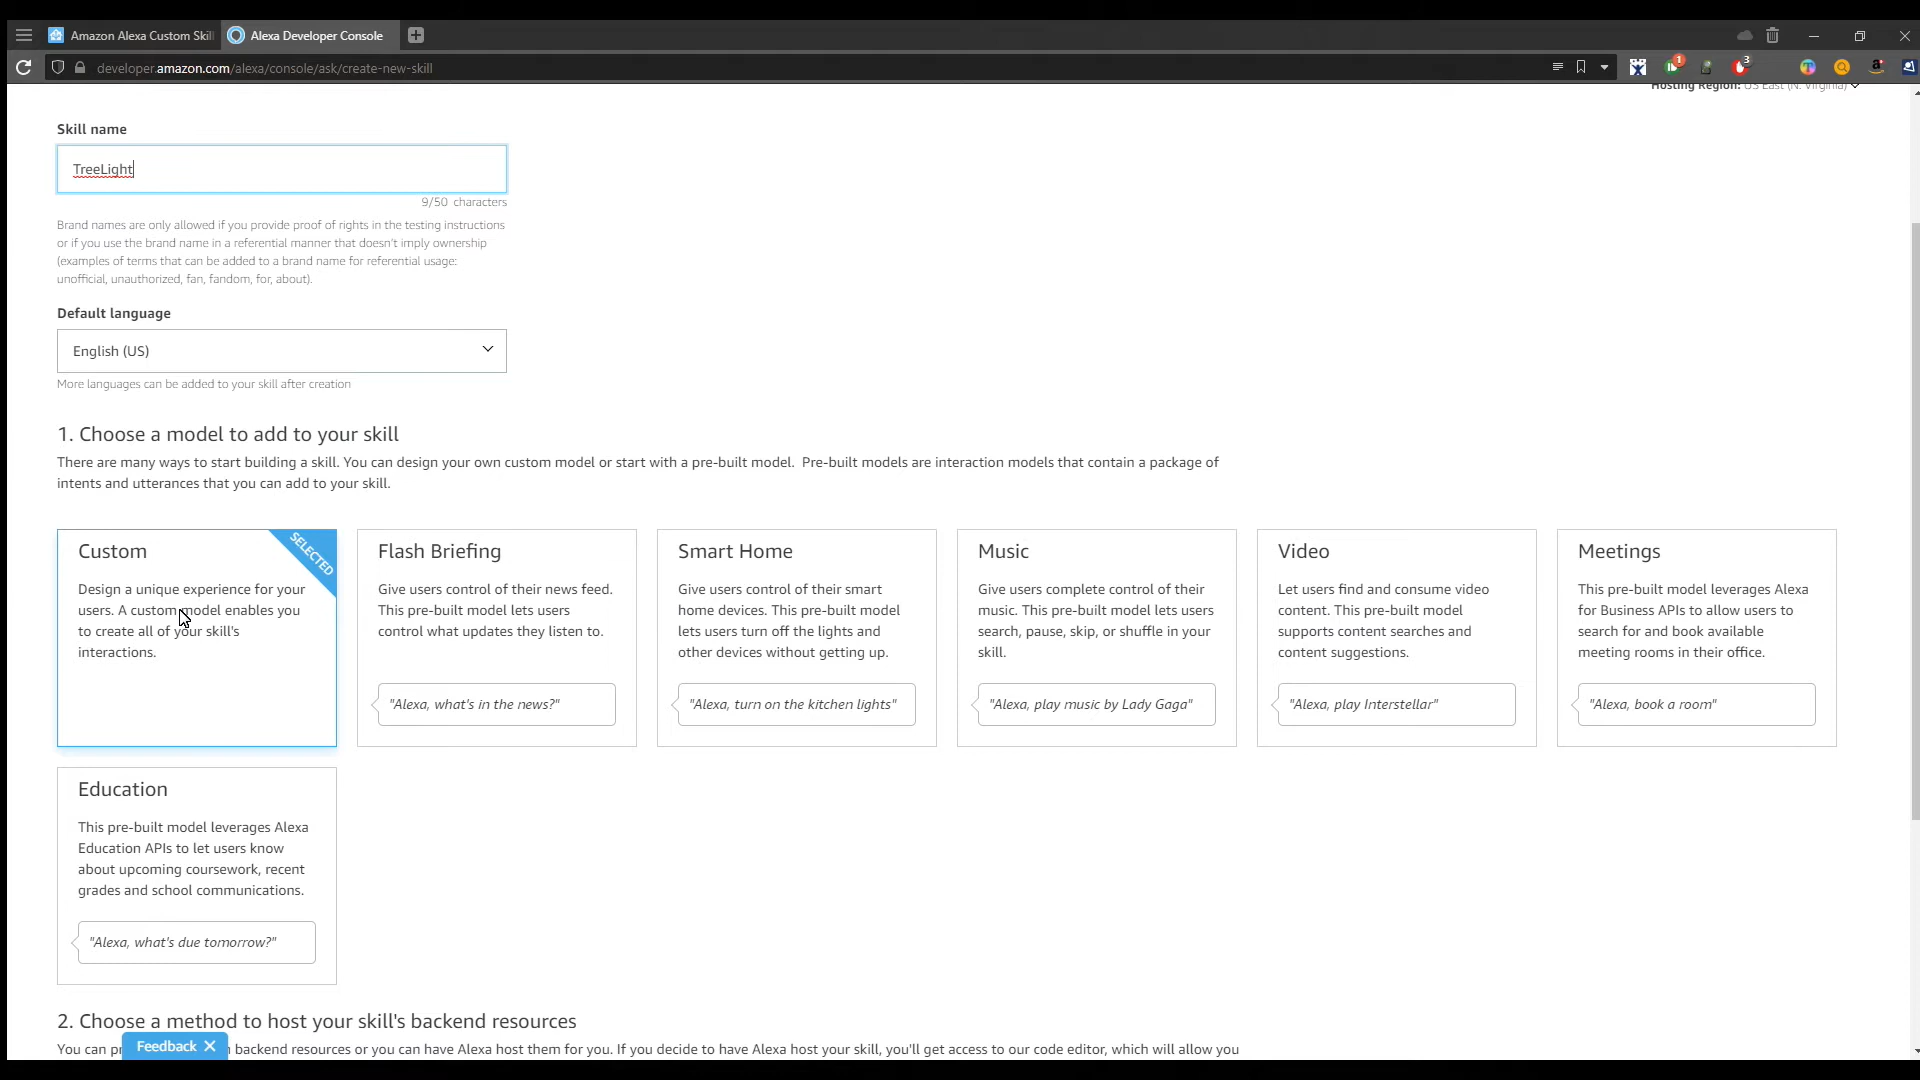 Amazon Alexa Custom Skil
Alexa Developer Console
developer.amazon.com/alexa/console/ask/create-new-skill
1
3
Hosting Region: US East (N. Virginia)
Skill name
TreeLight
9/50 characters
Brand names are only allowed if you provide proof of rights in the testing instructions
or if you use the brand name in a referential manner that doesn't imply ownership
(examples of terms that can be added to a brand name for referential usage:
unofficial, unauthorized, fan, fandom, for, about).
Default language
English (US)
More languages can be added to your skill after creation
1. Choose a model to add to your skill
There are many ways to start building a skill. You can design your own custom model or start with a pre-built model. Pre-built models are interaction models that contain a package of
intents and utterances that you can add to your skill.
Custom
SELECTED
Design a unique experience for your
users. A custom model enables you
to create all of your skill's
interactions.
Flash Briefing
Give users control of their news feed.
This pre-built model lets users
control what updates they listen to.
"Alexa, what's in the news?"
Smart Home
Give users control of their smart
home devices. This pre-built model
lets users turn off the lights and
other devices without getting up.
"Alexa, turn on the kitchen lights"
Music
Give users complete control of their
music. This pre-built model lets users
search, pause, skip, or shuffle in your
skill.
"Alexa, play music by Lady Gaga"
Video
Let users find and consume video
content. This pre-built model
supports content searches and
content suggestions.
"Alexa, play Interstellar"
Meetings
This pre-built model leverages Alexa
for Business APIs to allow users to
search for and book available
meeting rooms in their office.
"Alexa, book a room"
Education
This pre-built model leverages Alexa
Education APIs to let users know
about upcoming coursework, recent
grades and school communications.
"Alexa, what's due tomorrow?"
2. Choose a method to host your skill's backend resources
Feedback
You can pr backend resources or you can have Alexa host them for you. If you decide to have Alexa host your skill, you'll get access to our code editor, which will allow you